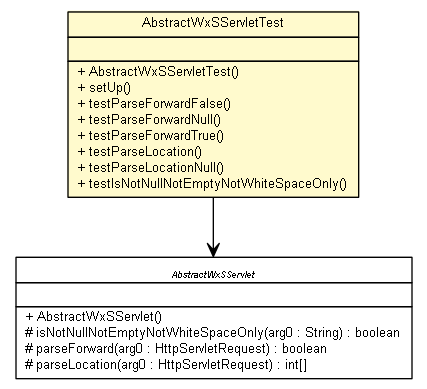 AbstractWxSServletTest
+ AbstractWxSServletTest()
+ setUp()
+ testParseForwardFalse()
+ testParseForwardNull()
+ testParseForwardTrue()
+ testParseLocation()
+ testParseLocationNull()
+ testIsNotNullNotEmptyNotWhiteSpaceOnly()
AbstractWxSServlet
+ AbstractWxSServlet()
# isNotNullNotEmptyNotWhiteSpaceOnly(arg0 : String) : boolean
# parseForward(arg0 : HttpServletRequest) : boolean
# parseLocation(arg0 : HttpServletRequest) : int[]